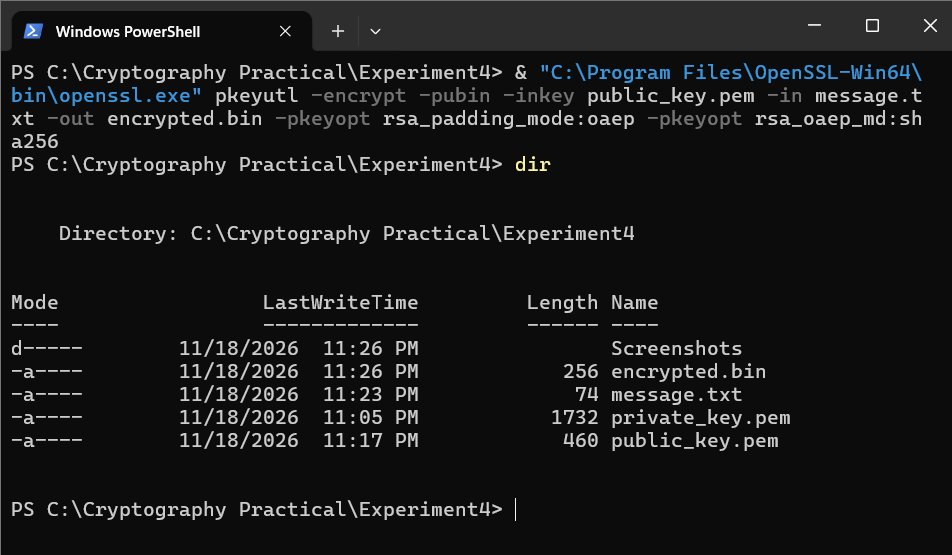 Windows PowerShell
PS C:\Cryptography Practical\Experiment4> & "C:\Program Files\OpenSSL-Win64\
bin\openssl.exe" pkeyutl -encrypt -pubin -inkey public_key.pem -in message.t
xt -out encrypted.bin -pkeyopt rsa_padding_mode:oaep -pkeyopt rsa_oaep_md:sh
a256
PS C:\Cryptography Practical\Experiment4> dir
    Directory: C:\Cryptography Practical\Experiment4
Mode                 LastWriteTime         Length Name
----                 -------------         ------ ----
d-----        11/18/2026  11:26 PM                Screenshots
-a----        11/18/2026  11:26 PM            256 encrypted.bin
-a----        11/18/2026  11:23 PM             74 message.txt
-a----        11/18/2026  11:05 PM           1732 private_key.pem
-a----        11/18/2026  11:17 PM            460 public_key.pem
PS C:\Cryptography Practical\Experiment4>